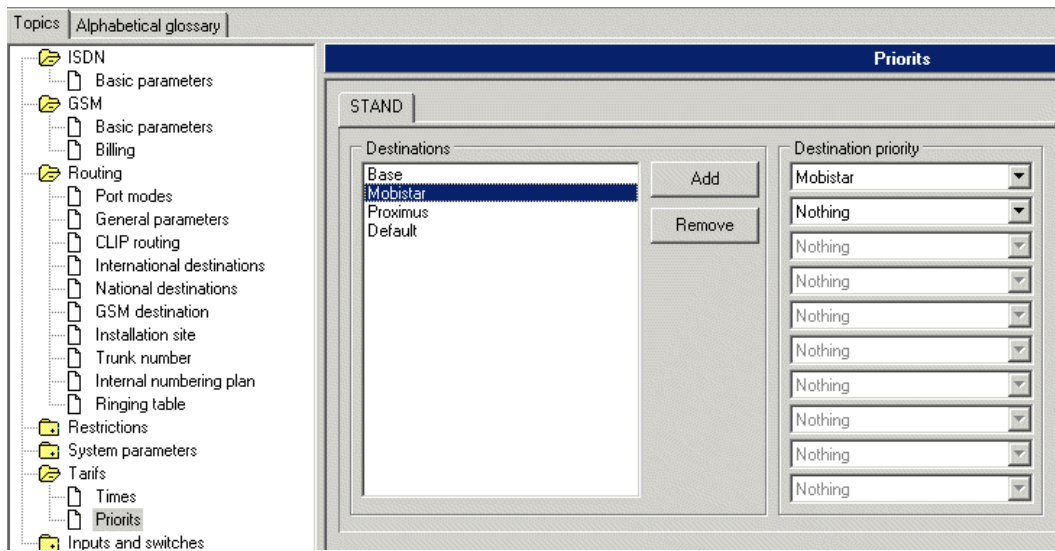 Topics
Alphabetical glossary
ISDN
Basic parameters
GSM
Basic parameters
Billing
Routing
Port modes
General parameters
CLIP routing
International destinations
National destinations
GSM destination
Installation site
Trunk number
Internal numbering plan
Ringing table
Restrictions
System parameters
Tarifs
Times
Priorits
Inputs and switches
Priorits
STAND
Destinations
Base
Mobistar
Proximus
Default
Add
Remove
Destination priority
Mobistar
Nothing
Nothing
Nothing
Nothing
Nothing
Nothing
Nothing
Nothing
Nothing